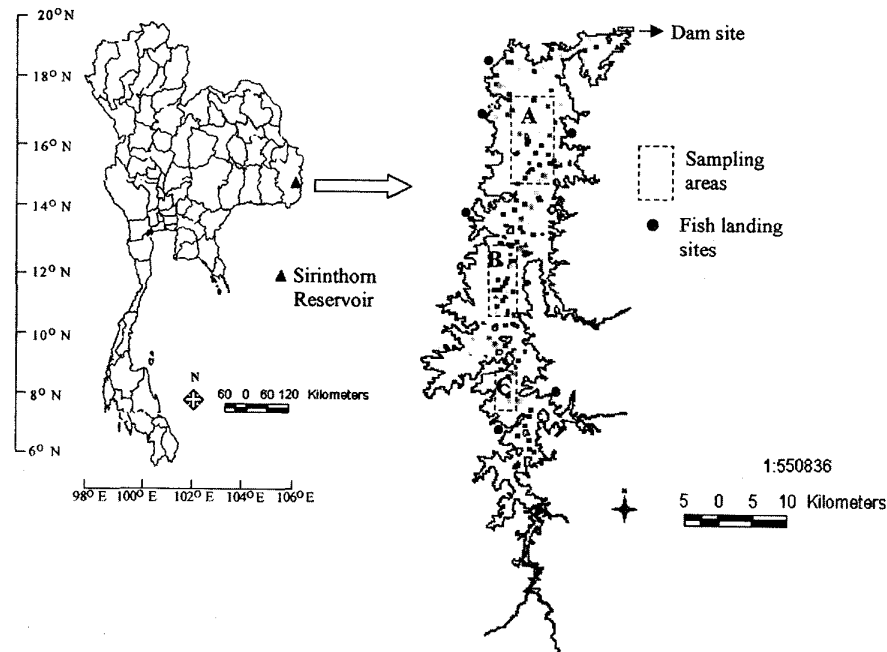 20° N
18° N
16° N
14° N
12° N
10° N
8° N
6° N
98° E 100° E 102° E 104° E 106° E
▲ Sirinthorn
Reservoir
N
60 0 60 120 Kilometers
Dam site
A
B
C
Sampling
areas
Fish landing
sites
1:550836
5 0 5 10 Kilometers